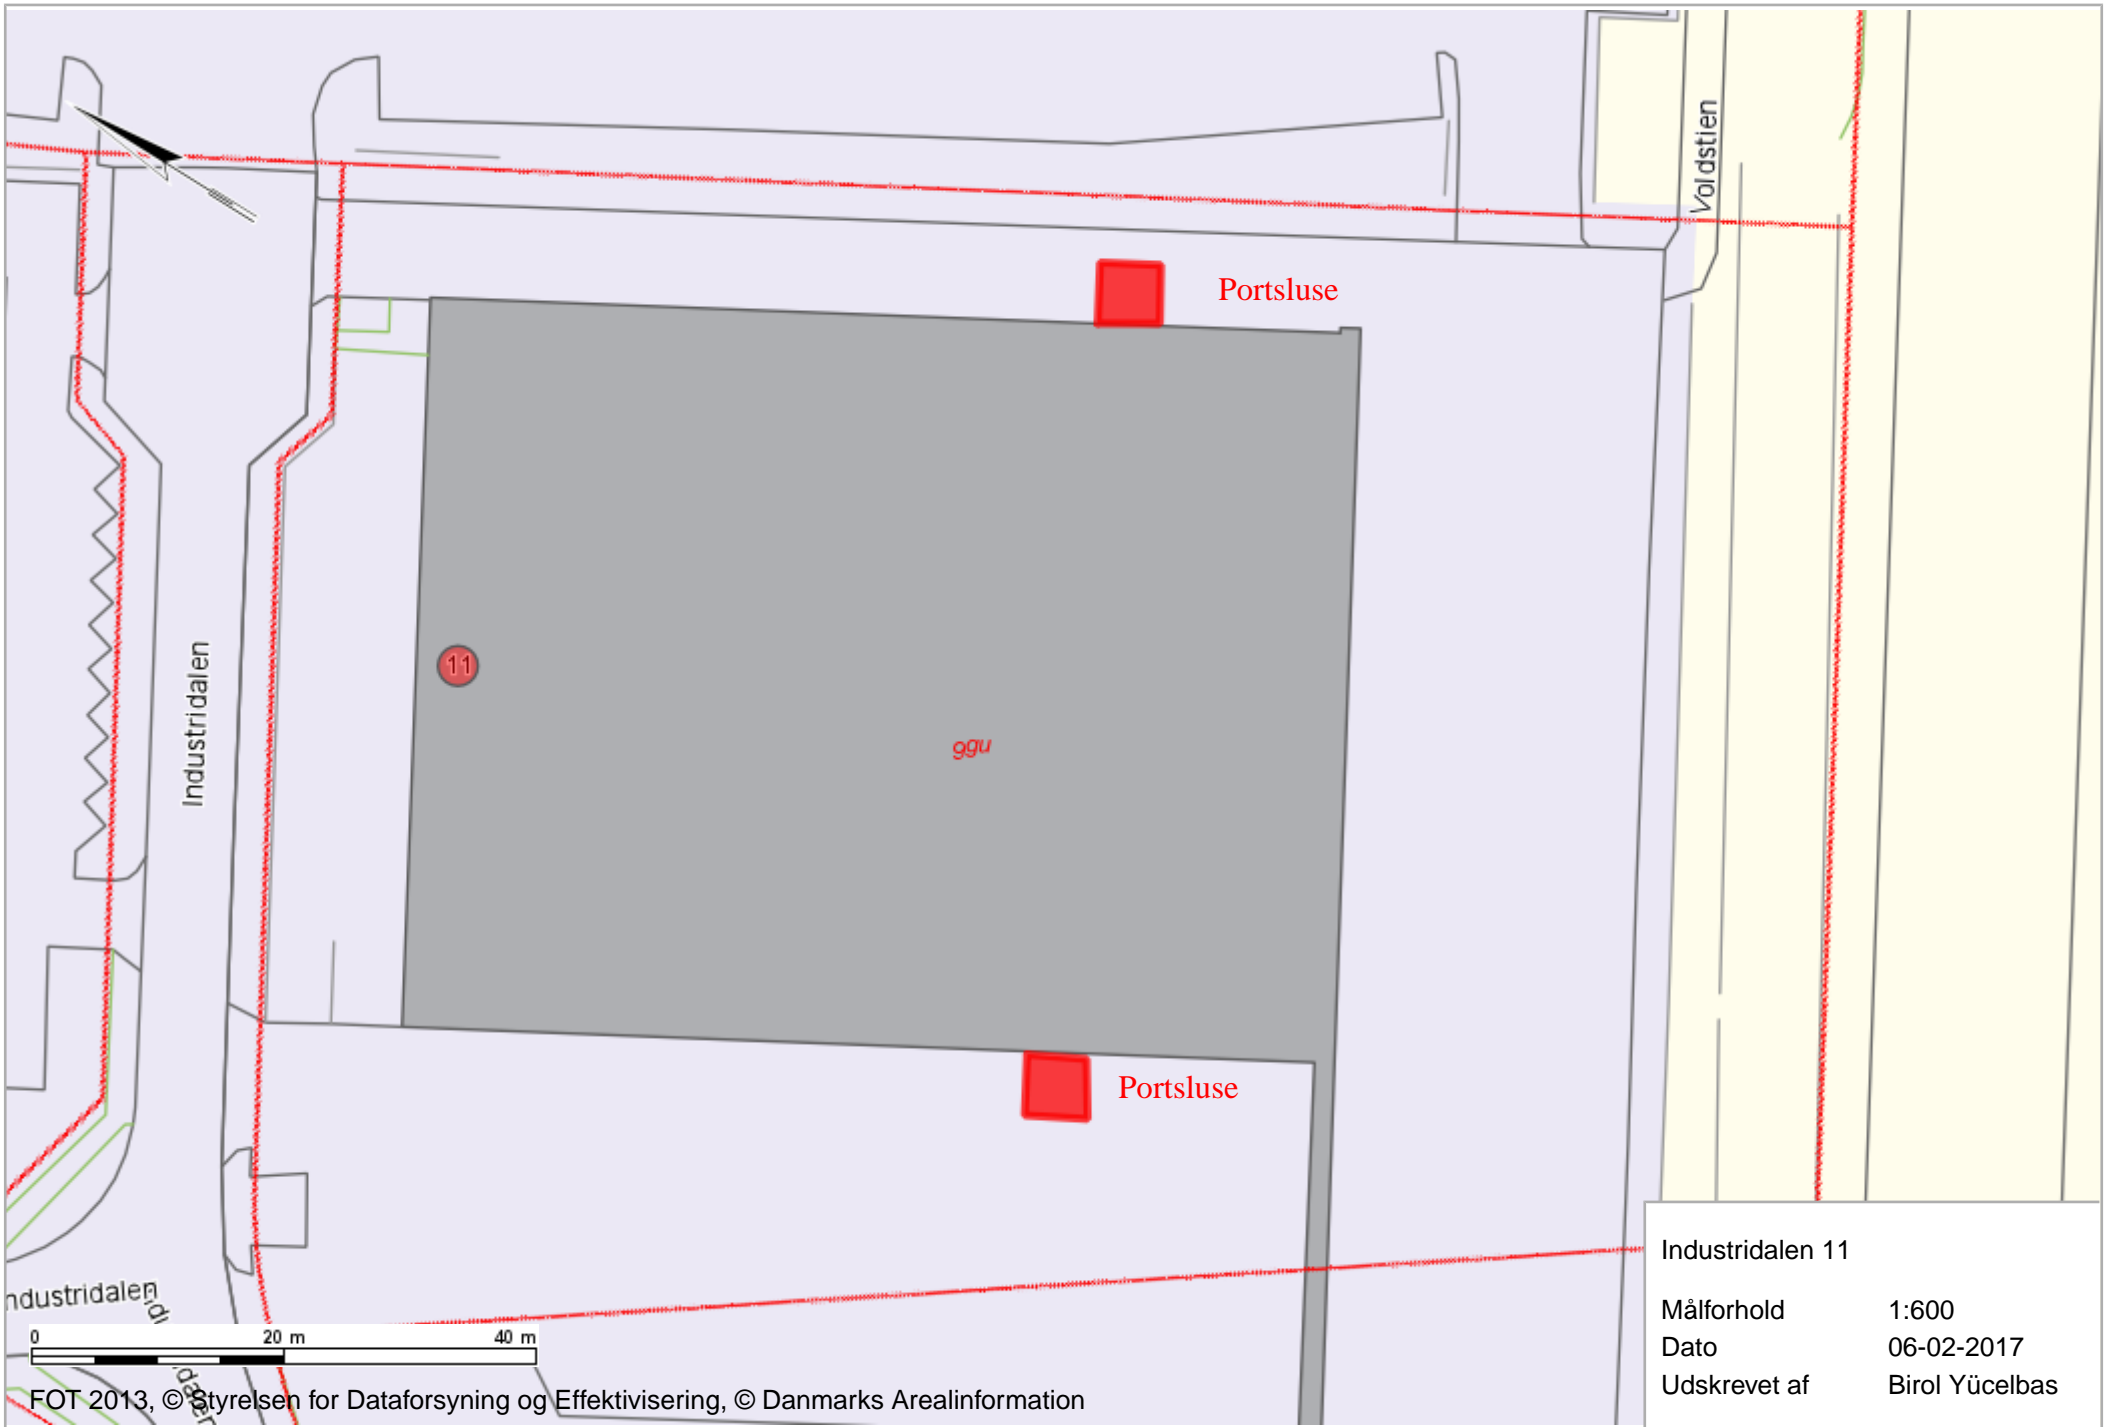 Voldstien
Portsluse
11
Industridalen
9gu
Portsluse
Industridalen 11
Målforhold 1:600
Dato 06-02-2017
Udskrevet af Birol Yücelbas
ndustridalen
0 20 m 40 m
FOT 2013, © Styrelsen for Dataforsyning og Effektivisering, © Danmarks Arealinformation